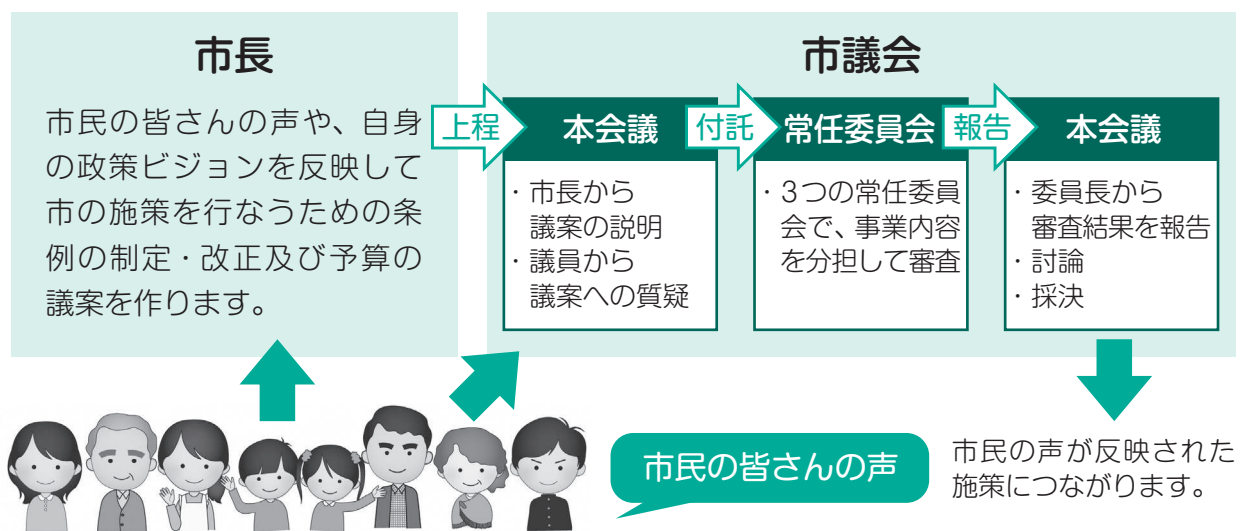 市長
市民の皆さんの声や、自身
の政策ビジョンを反映して
市の施策を行なうための条
例の制定・改正及び予算の
議案を作ります。
市議会
上程
本会議
・市長から
議案の説明
・議員から
議案への質疑
付託
常任委員会
・3つの常任委員
会で、事業内容
を分担して審査
報告
本会議
・委員長から
審査結果を報告
・討論
・採決
市民の皆さんの声
市民の声が反映された
施策につながります。